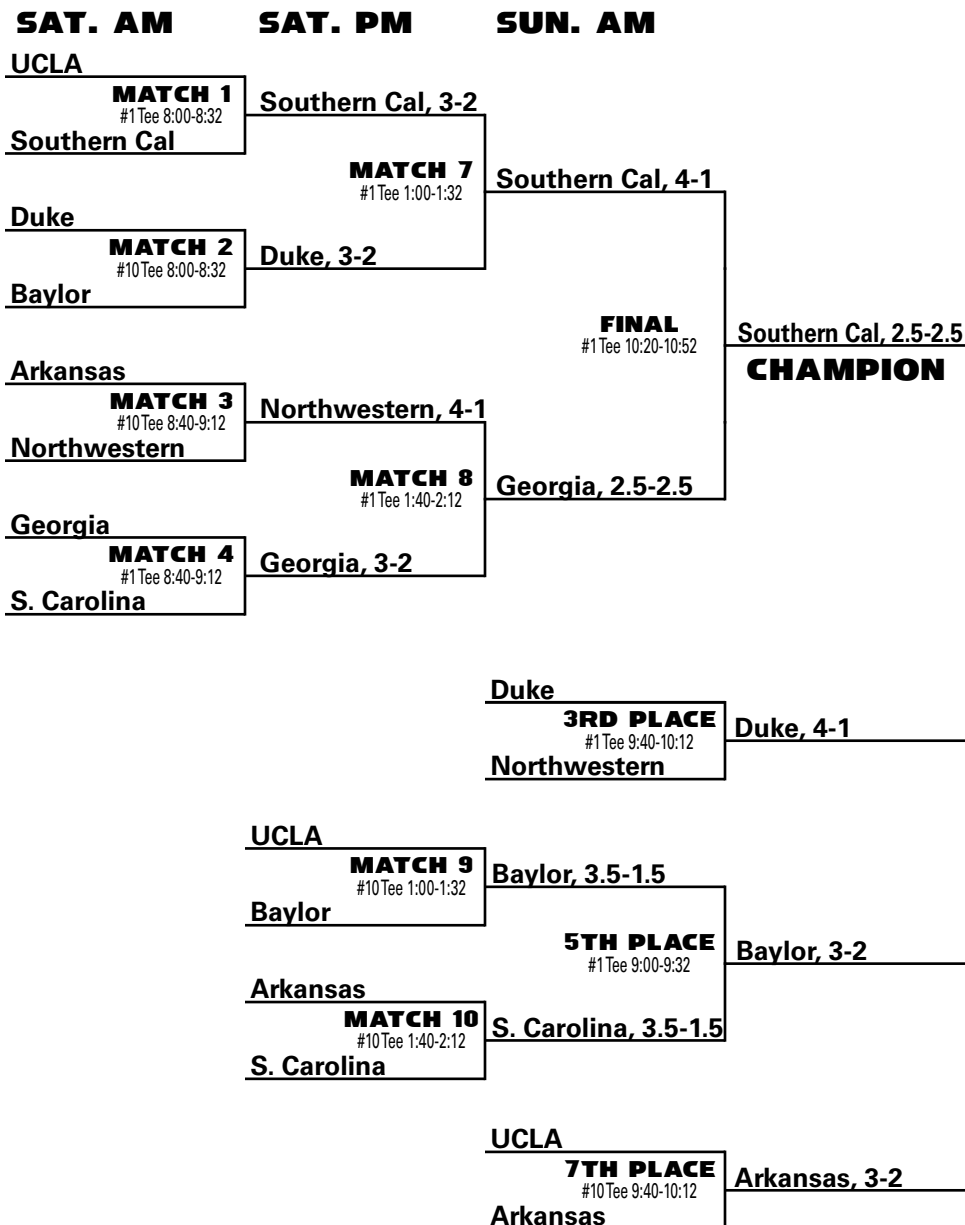 SAT. AM SAT. PM SUN. AM
UCLA
MATCH 1
#1 Tee 8:00-8:32
Southern Cal, 3-2
Southern Cal
MATCH 7
#1 Tee 1:00-1:32
Southern Cal, 4-1
Duke
MATCH 2
#10 Tee 8:00-8:32
Duke, 3-2
Baylor
FINAL
#1 Tee 10:20-10:52
Southern Cal, 2.5-2.5
CHAMPION
Arkansas
MATCH 3
#10 Tee 8:40-9:12
Northwestern, 4-1
Northwestern
MATCH 8
#1 Tee 1:40-2:12
Georgia, 2.5-2.5
Georgia
MATCH 4
#1 Tee 8:40-9:12
Georgia, 3-2
S. Carolina
Duke
3RD PLACE
#1 Tee 9:40-10:12
Duke, 4-1
Northwestern
UCLA
MATCH 9
#10 Tee 1:00-1:32
Baylor, 3.5-1.5
Baylor
5TH PLACE
#1 Tee 9:00-9:32
Baylor, 3-2
Arkansas
MATCH 10
#10 Tee 1:40-2:12
S. Carolina, 3.5-1.5
S. Carolina
UCLA
7TH PLACE
#10 Tee 9:40-10:12
Arkansas, 3-2
Arkansas